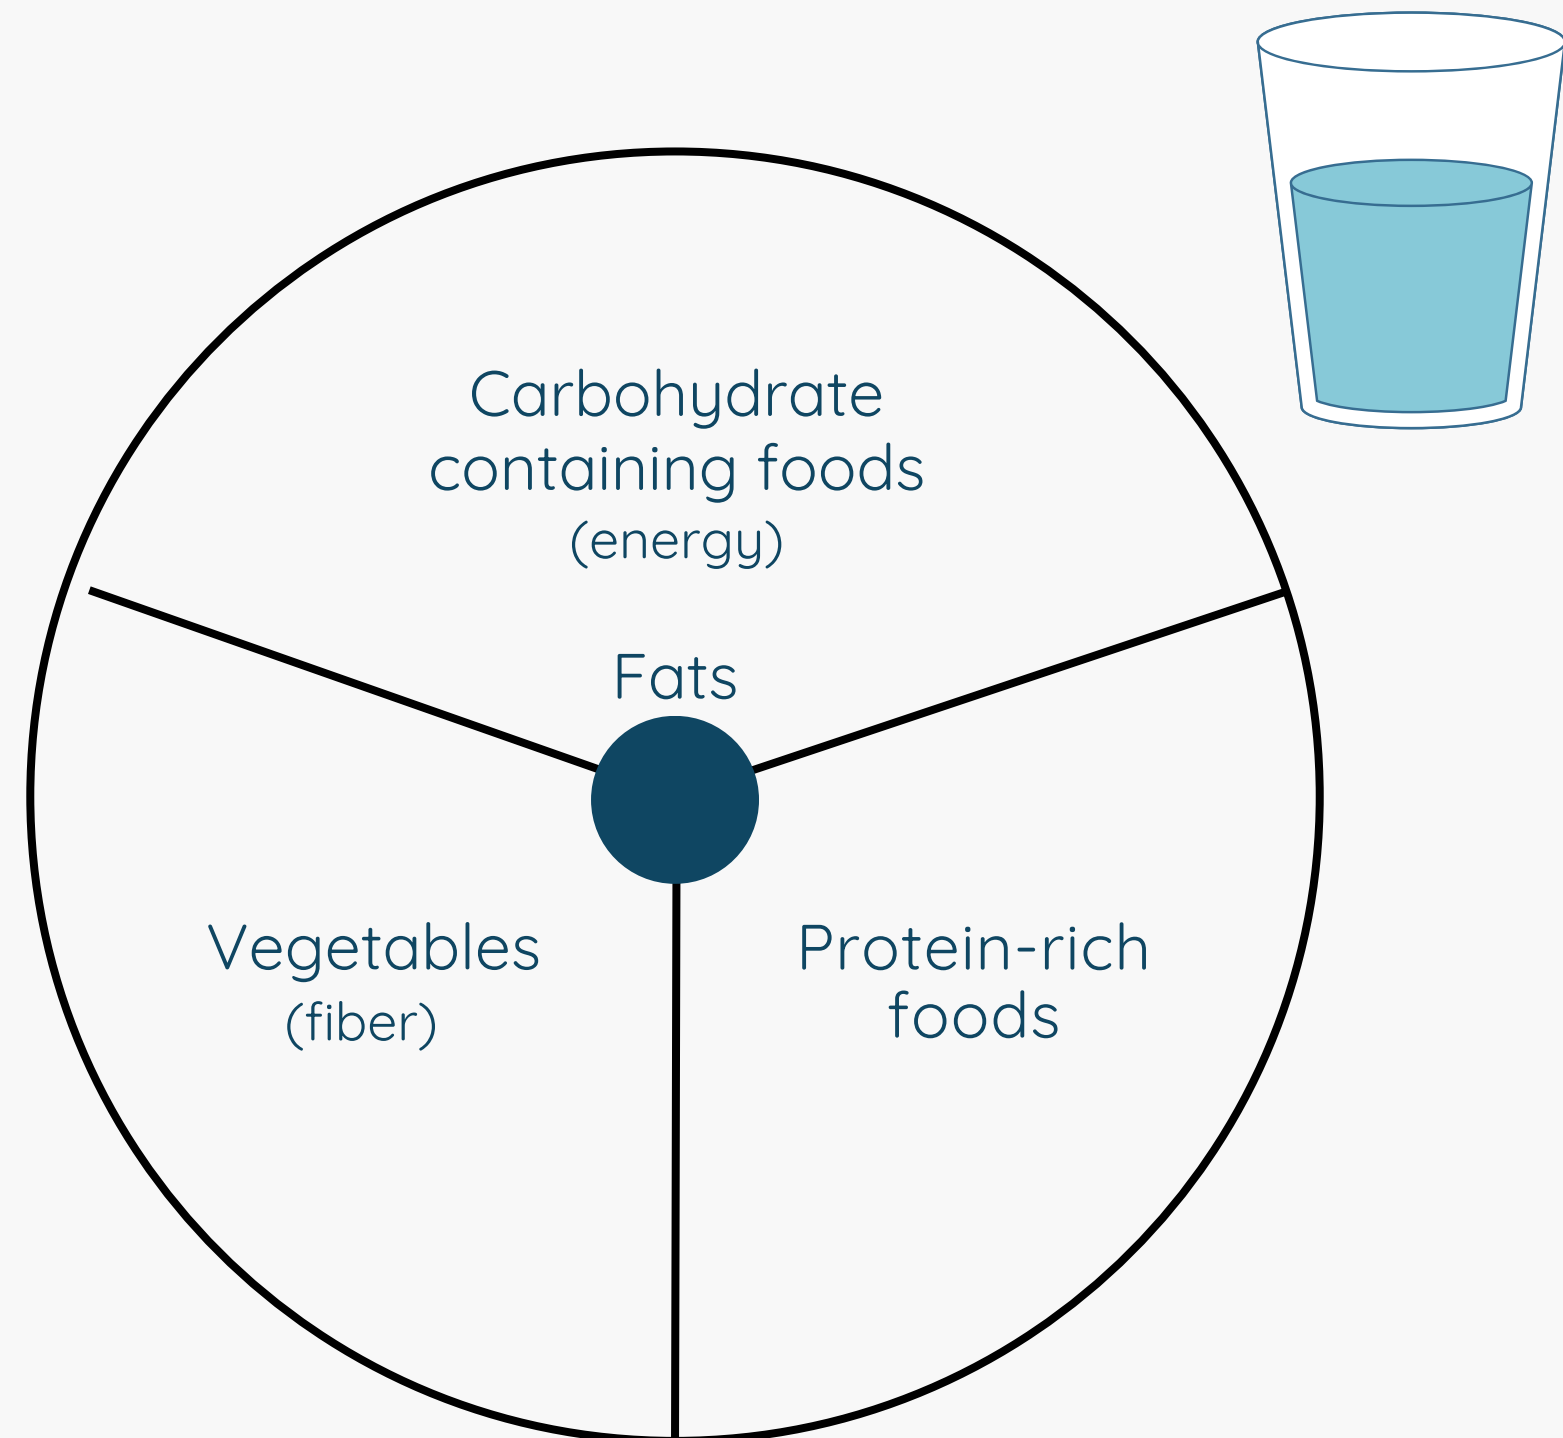 Carbohydrate
containing foods
(energy)
Fats
Vegetables
(fiber)
Protein-rich
foods